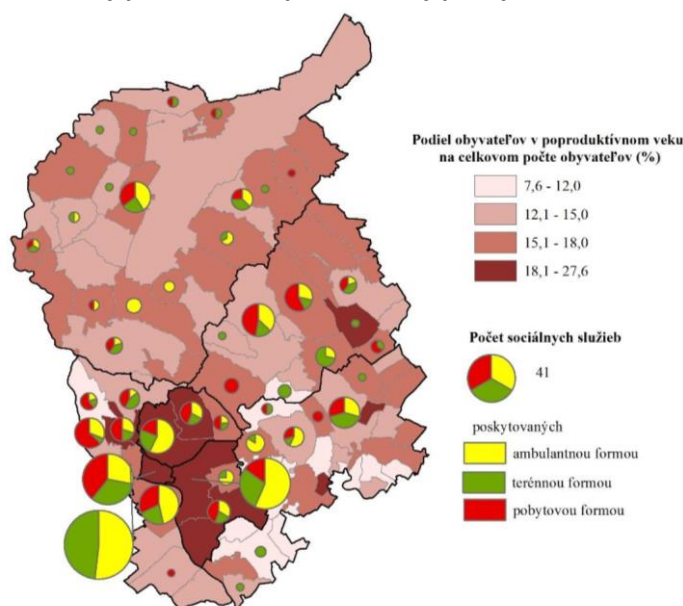 Podiel obyvateľov v poproduktívnom veku
na celkovom počte obyvateľov (%)
7,6 - 12,0
12,1 - 15,0
15,1 - 18,0
18,1 - 27,6
Počet sociálnych služieb
41
poskytovaných
ambulantnou formou
terénnou formou
pobytovou formou